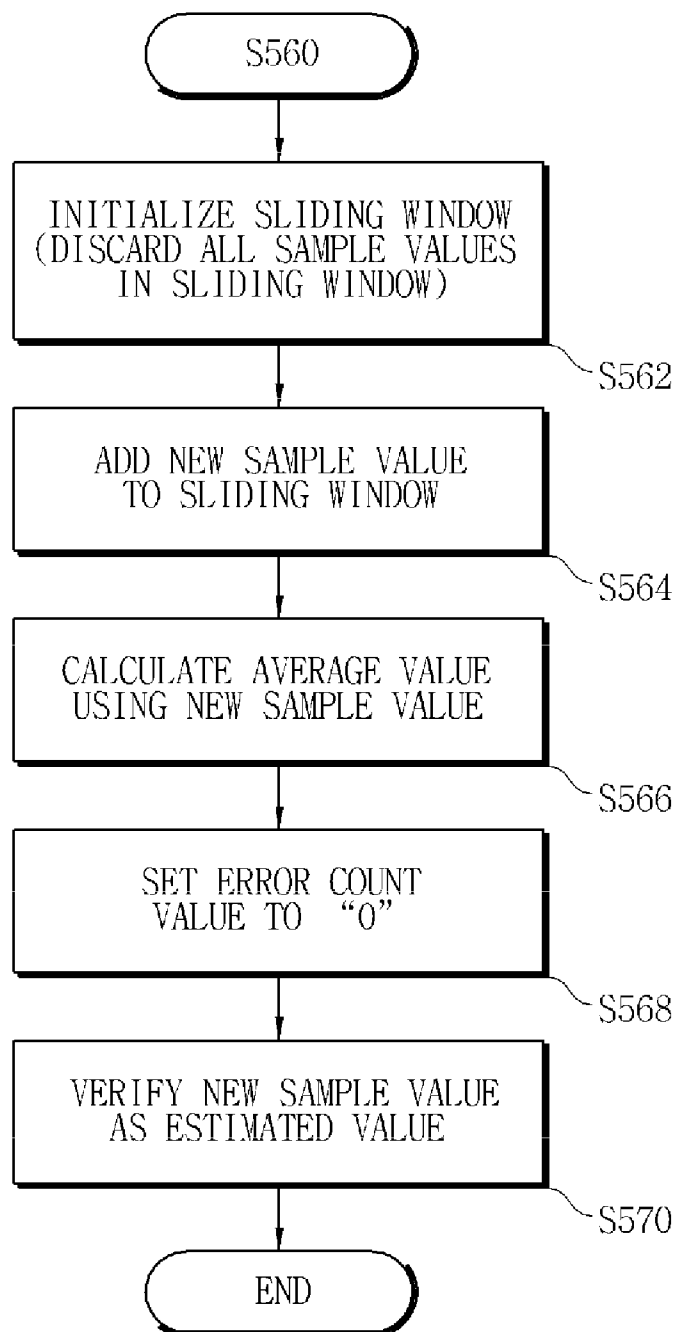 S560
INITIALIZE SLIDING WINDOW
(DISCARD ALL SAMPLE VALUES
IN SLIDING WINDOW)
S562
ADD NEW SAMPLE VALUE
TO SLIDING WINDOW
S564
CALCULATE AVERAGE VALUE
USING NEW SAMPLE VALUE
S566
SET ERROR COUNT
VALUE TO “0”
S568
VERIFY NEW SAMPLE VALUE
AS ESTIMATED VALUE
S570
END